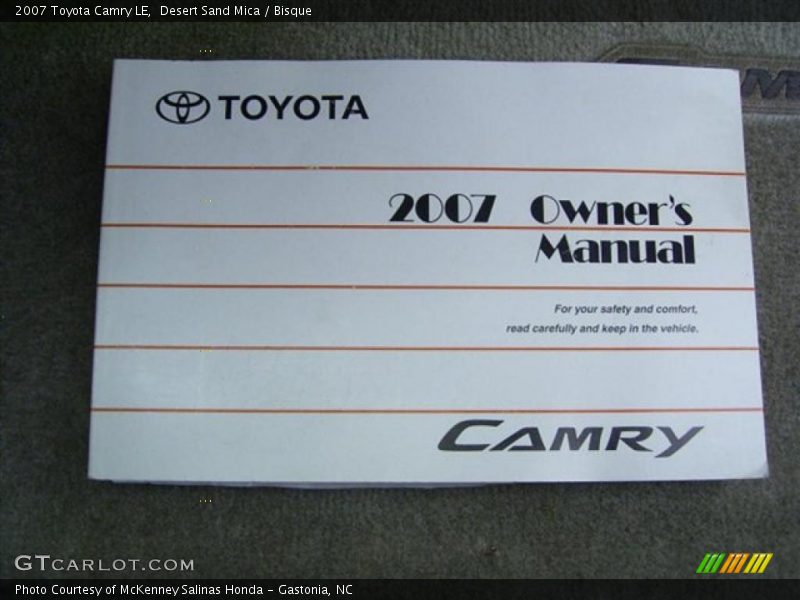 2007 Toyota Camry LE,  Desert Sand Mica / Bisque
TOYOTA
2007 Owner's
Manual
For your safety and comfort,
read carefully and keep in the vehicle.
CAMRY
GTCARLOT.COM
Photo Courtesy of McKenney Salinas Honda - Gastonia, NC